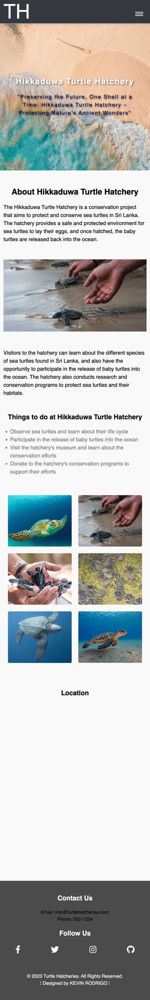 TH
Hikkaduwa Turtle Hatchery
"Preserving the Future, One Shell at a
Time: Hikkaduwa Turtle Hatchery –
Protecting Nature's Ancient Wonders"
About Hikkaduwa Turtle Hatchery
The Hikkaduwa Turtle Hatchery is a conservation project
that aims to protect and conserve sea turtles in Sri Lanka.
The hatchery provides a safe and protected environment for
sea turtles to lay their eggs, and once hatched, the baby
turtles are released back into the ocean.
Visitors to the hatchery can learn about the different species
of sea turtles found in Sri Lanka, and also have the
opportunity to participate in the release of baby turtles into
the ocean. The hatchery also conducts research and
conservation programs to protect sea turtles and their
habitats.
Things to do at Hikkaduwa Turtle Hatchery
• Observe sea turtles and learn about their life cycle
• Participate in the release of baby turtles into the ocean
• Visit the hatchery's museum and learn about the
conservation efforts
• Donate to the hatchery's conservation programs to
support their efforts
Location
Contact Us
Email: info@turtlehatcheries.com
Phone: 555-1234
Follow Us
© 2023 Turtle Hatcheries. All Rights Reserved.
¦ Designed by KEVIN RODRIGO ¦